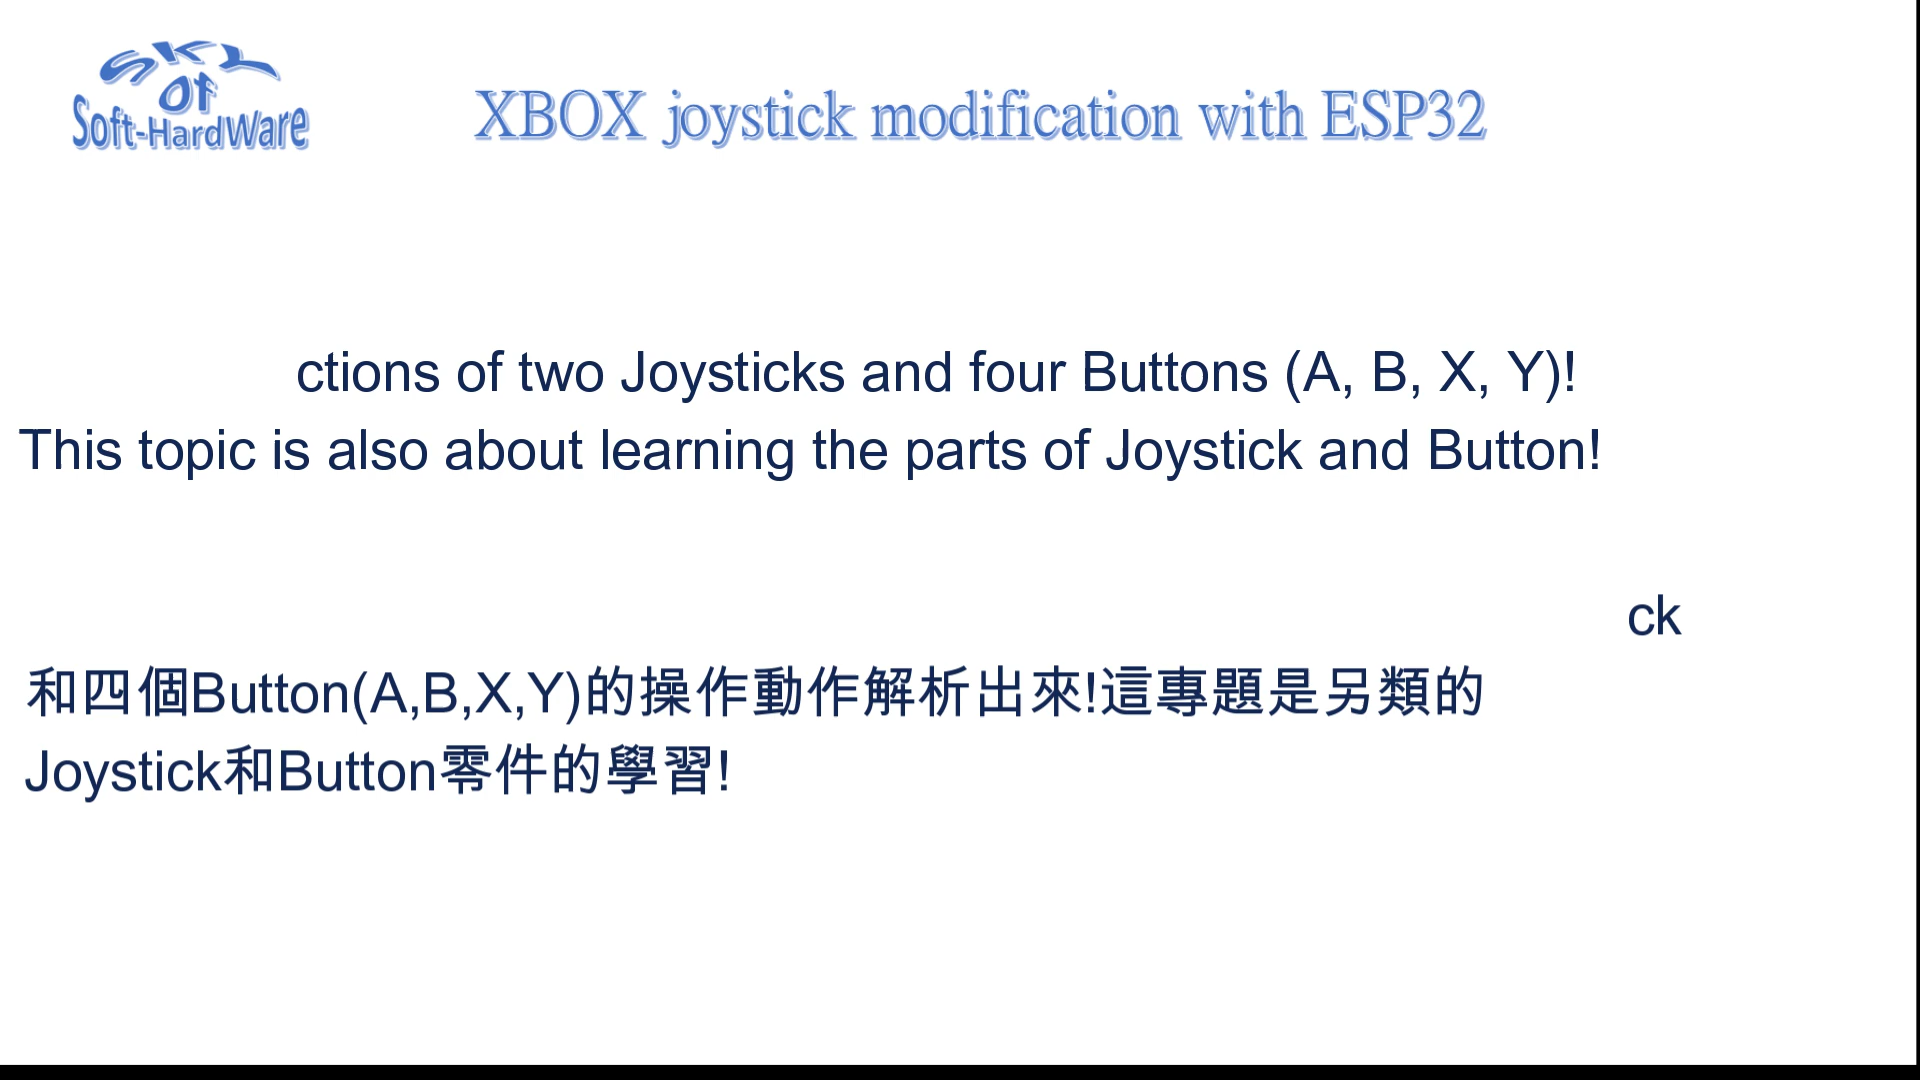 SKL
Of
Soft-HardWare
XBOX joystick modification with ESP32
ctions of two Joysticks and four Buttons (A, B, X, Y)!
This topic is also about learning the parts of Joystick and Button!
ck
和四個Button(A,B,X,Y)的操作動作解析出來!這專題是另類的
Joystick和Button零件的學習!